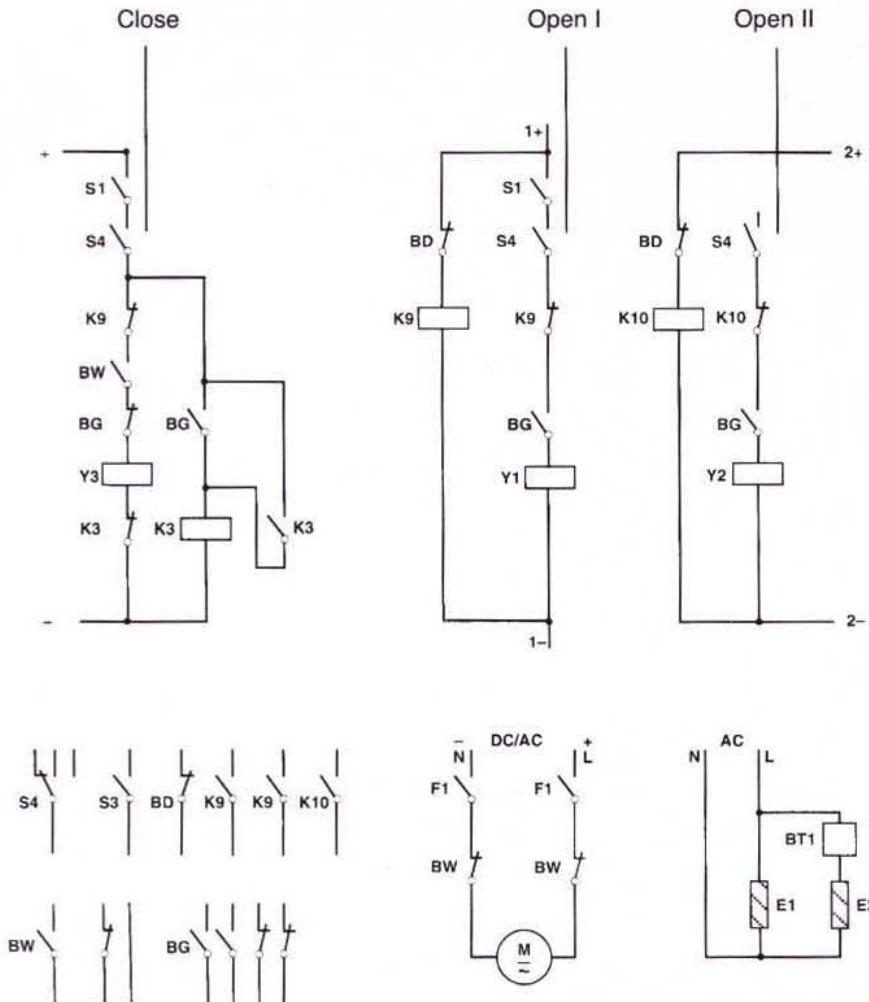 Close Open I Open II
1+
+ 2+
S1 S1
S4 BD S4 BD S4
K9 K9 K9 K10 K10
BW
BG BG BG BG
Y3 Y1 Y2
K3 K3 K3
− 2−
1−
− DC/AC + AC
N L N L
S4 S3 BD K9 K9 K10 F1 F1
BT1
BW BW
E1
BW BG M
~